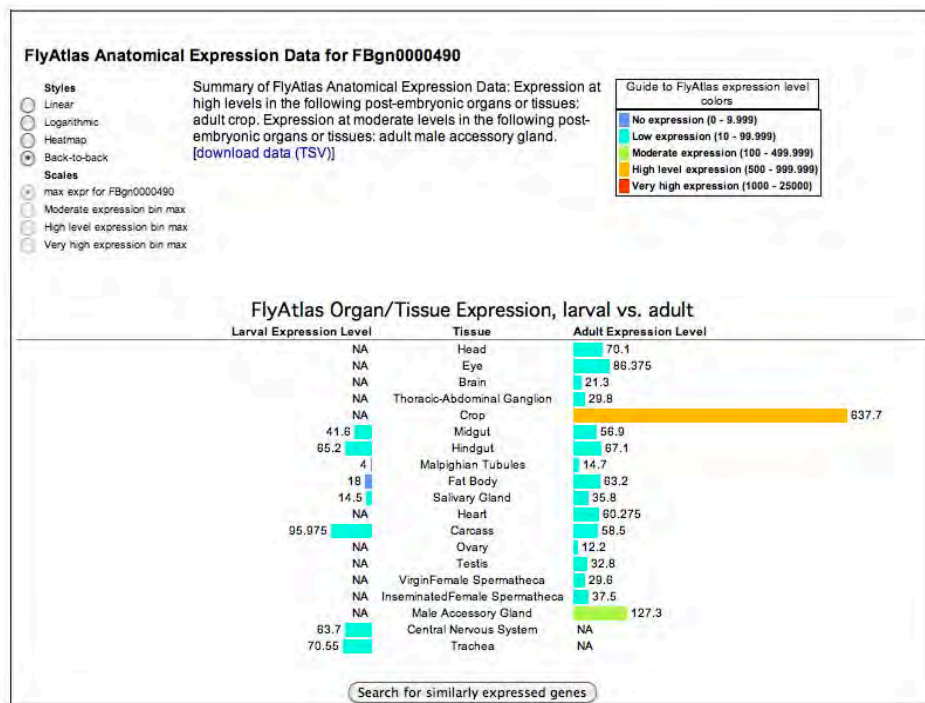 FlyAtlas Anatomical Expression Data for FBgn0000490
Styles
Linear
Logarithmic
Heatmap
Back-to-back
Scales
max expr for FBgn0000490
Moderate expression bin max
High level expression bin max
Very high expression bin max
Summary of FlyAtlas Anatomical Expression Data: Expression at
high levels in the following post-embryonic organs or tissues:
adult crop. Expression at moderate levels in the following post-
embryonic organs or tissues: adult male accessory gland.
[download data (TSV)]
Guide to FlyAtlas expression level
colors
No expression (0 - 9.999)
Low expression (10 - 99.999)
Moderate expression (100 - 499.999)
High level expression (500 - 999.999)
Very high expression (1000 - 25000)
FlyAtlas Organ/Tissue Expression, larval vs. adult
Larval Expression Level Tissue Adult Expression Level
NA Head 70.1
NA Eye 86.375
NA Brain 21.3
NA Thoracic-Abdominal Ganglion 29.8
NA Crop 637.7
41.6 Midgut 56.9
65.2 Hindgut 67.1
4 Malpighian Tubules 14.7
18 Fat Body 63.2
14.5 Salivary Gland 35.8
NA Heart 60.275
95.975 Carcass 58.5
NA Ovary 12.2
NA Testis 32.8
NA VirginFemale Spermatheca 29.6
NA InseminatedFemale Spermatheca 37.5
NA Male Accessory Gland 127.3
63.7 Central Nervous System NA
70.55 Trachea NA
Search for similarly expressed genes